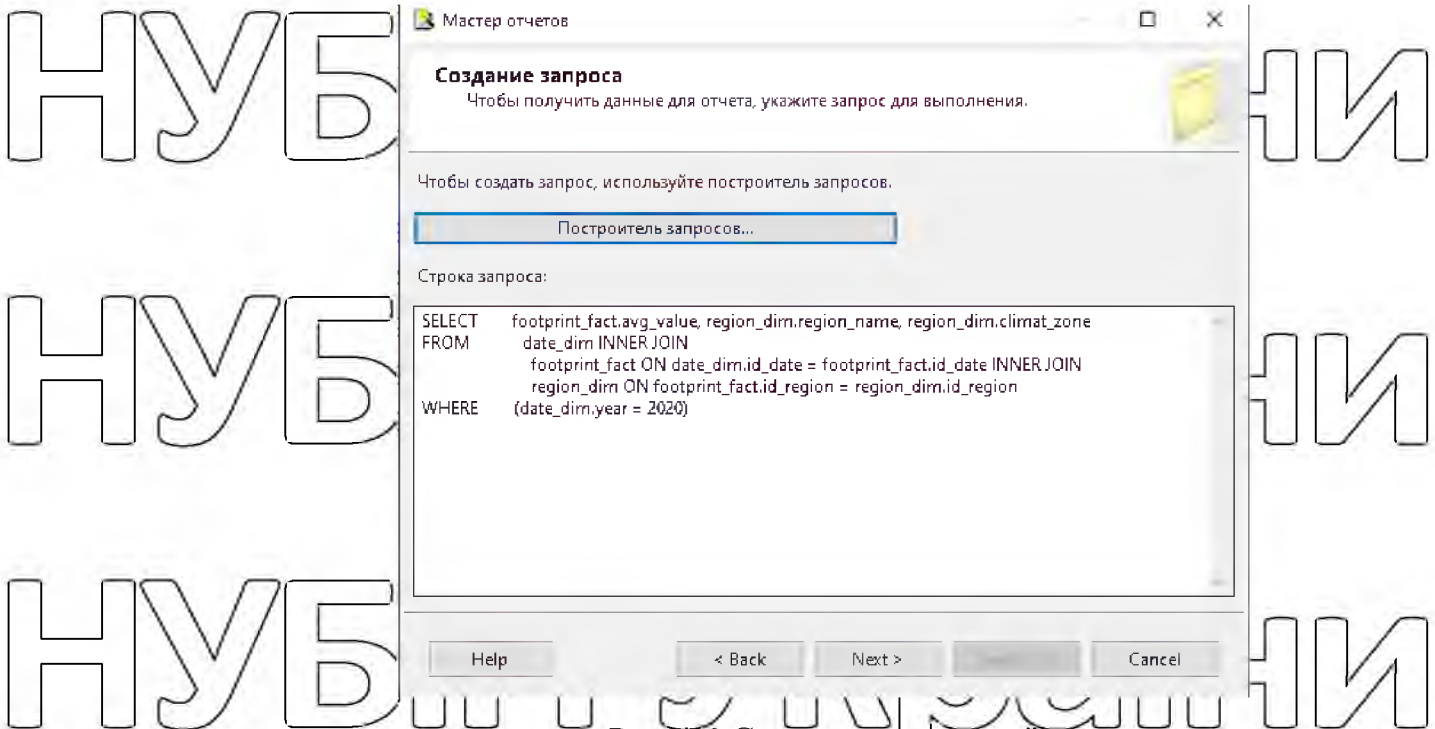 Мастер отчетов
Создание запроса
Чтобы получить данные для отчета, укажите запрос для выполнения.
Чтобы создать запрос, используйте построитель запросов.
Построитель запросов...
Строка запроса:
SELECT footprint_fact.avg_value, region_dim.region_name, region_dim.climat_zone
FROM date_dim INNER JOIN
footprint_fact ON date_dim.id_date = footprint_fact.id_date INNER JOIN
region_dim ON footprint_fact.id_region = region_dim.id_region
WHERE (date_dim.year = 2020)
Help < Back Next > Cancel